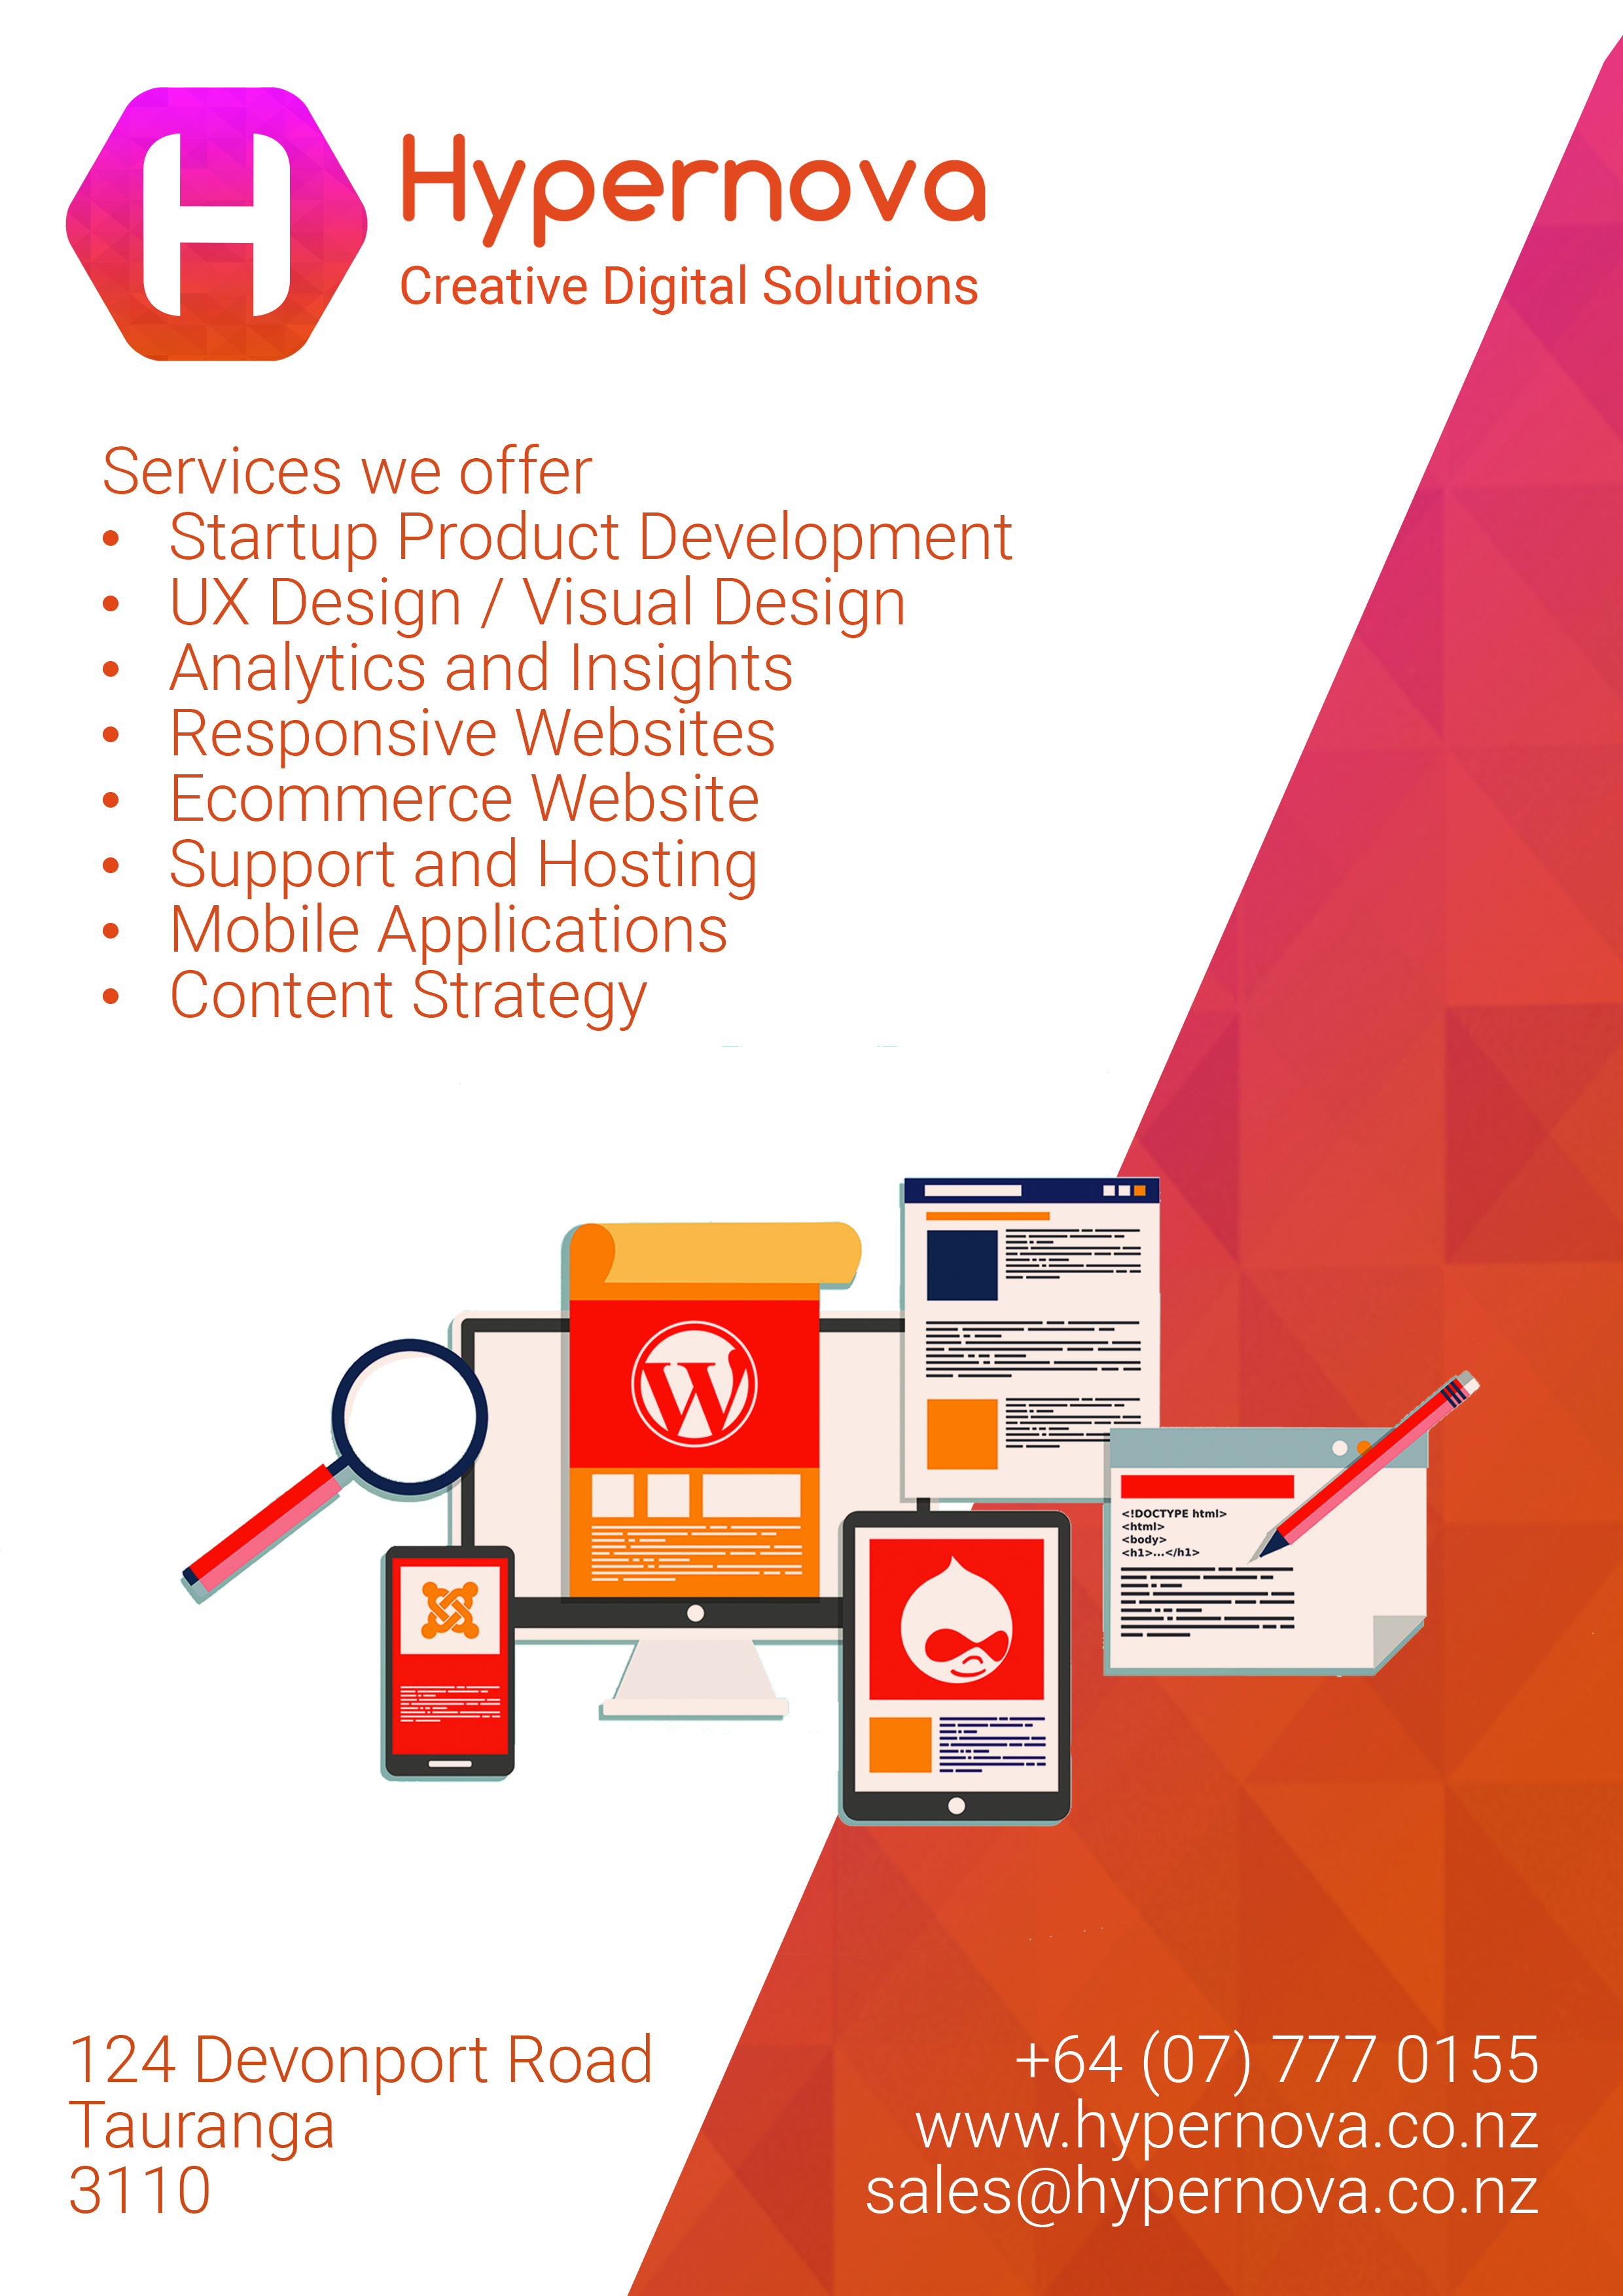 Hypernova
Creative Digital Solutions
Services we offer
• Startup Product Development
• UX Design / Visual Design
• Analytics and Insights
• Responsive Websites
• Ecommerce Website
• Support and Hosting
• Mobile Applications
• Content Strategy
<!DOCTYPE html>
<html>
<body>
<h1>...</h1>
124 Devonport Road
Tauranga
3110
+64 (07) 777 0155
www.hypernova.co.nz
sales@hypernova.co.nz